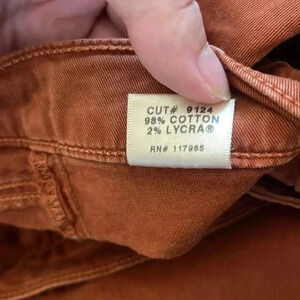 CUT# 9124
98% COTTON
2% LYCRA®
RN# 117965